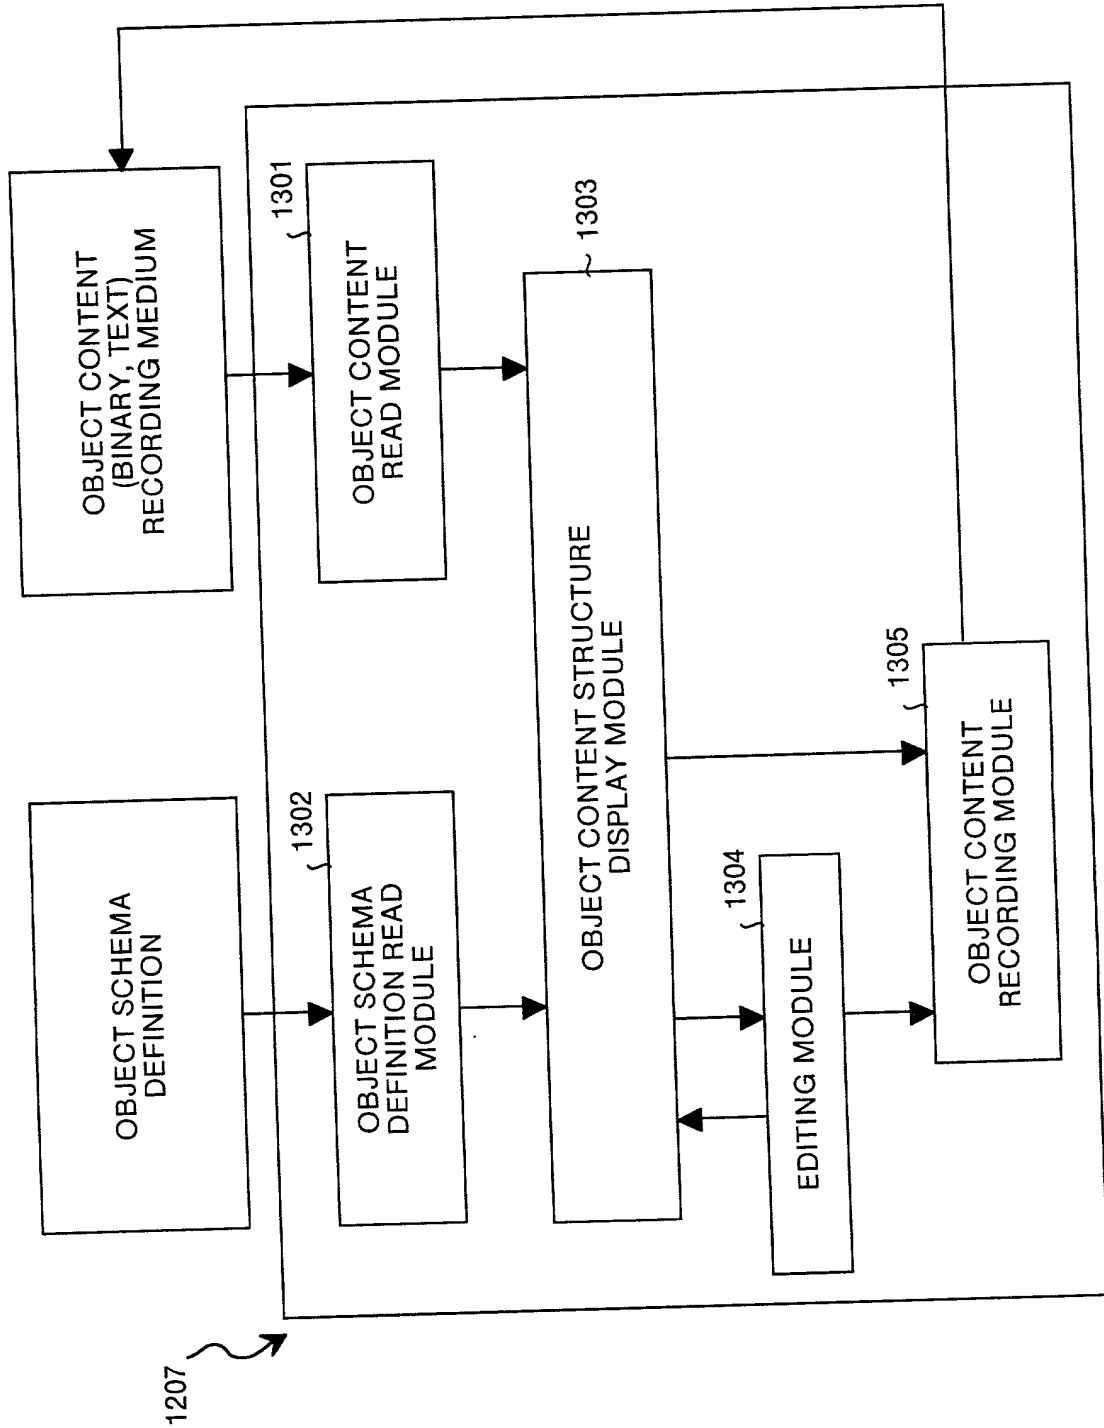 1207
OBJECT SCHEMA
DEFINITION
OBJECT CONTENT
(BINARY, TEXT)
RECORDING MEDIUM
1302
OBJECT SCHEMA
DEFINITION READ
MODULE
1301
OBJECT CONTENT
READ MODULE
1303
OBJECT CONTENT STRUCTURE
DISPLAY MODULE
1304
EDITING MODULE
1305
OBJECT CONTENT
RECORDING MODULE